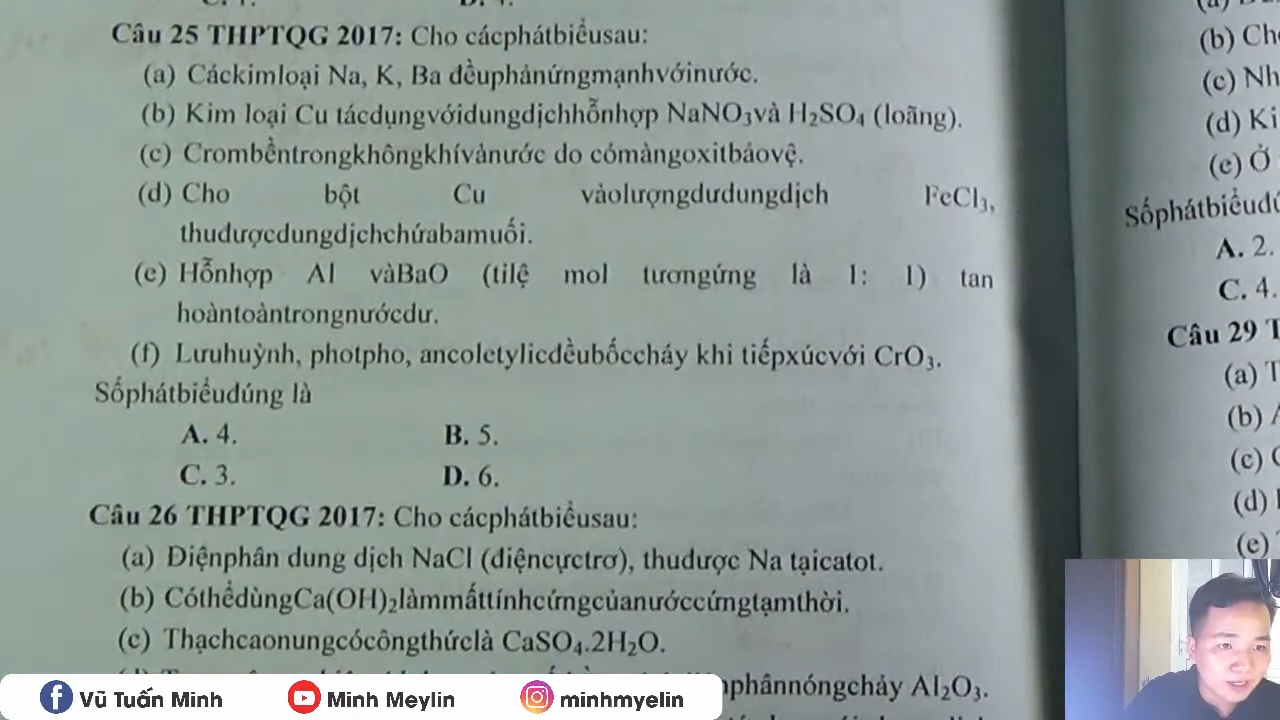 Câu 25 THPTQG 2017: Cho cácphátbiểusau:
(a) Cáckimloại Na, K, Ba đềuphảnứngmạnhvớinước.
(b) Kim loại Cu tácdụngvớidungdịchhỗnhợp NaNO₃và H₂SO₄ (loãng).
(c) Crombềntrongkhôngkhívànước do cómàngoxitbảovệ.
(d) Cho bột Cu vàolượngdưdungdịch FeCl₃,
thuđượcdungdịchchứabamuối.
(e) Hỗnhợp Al vàBaO (tilệ mol tươngứng là 1: 1) tan
hoàntoàntrongnướcdư.
(f) Lưuhuỳnh, photpho, ancoletylicđềubốccháy khi tiếpxúcvới CrO₃.
Sốphátbiểuđúng là
A. 4. B. 5.
C. 3. D. 6.
Câu 26 THPTQG 2017: Cho cácphátbiểusau:
(a) Điệnphân dung dịch NaCl (điệncựctrơ), thuđược Na tạicatot.
(b) CóthểdùngCa(OH)₂làmmấttínhcứngcủanướccứngtạmthời.
(c) Thạchcaonungcócôngthứclà CaSO₄.2H₂O.
Al₂O₃.
(b) Ch
(c) Nh
(d) Ki
(e) Ở
Sốphátbiểuđú
A. 2.
C. 4.
Câu 29 T
(a) T
(b)
(c)
(d)
(e)
Vũ Tuấn Minh
Minh Meylin
minhmyelin